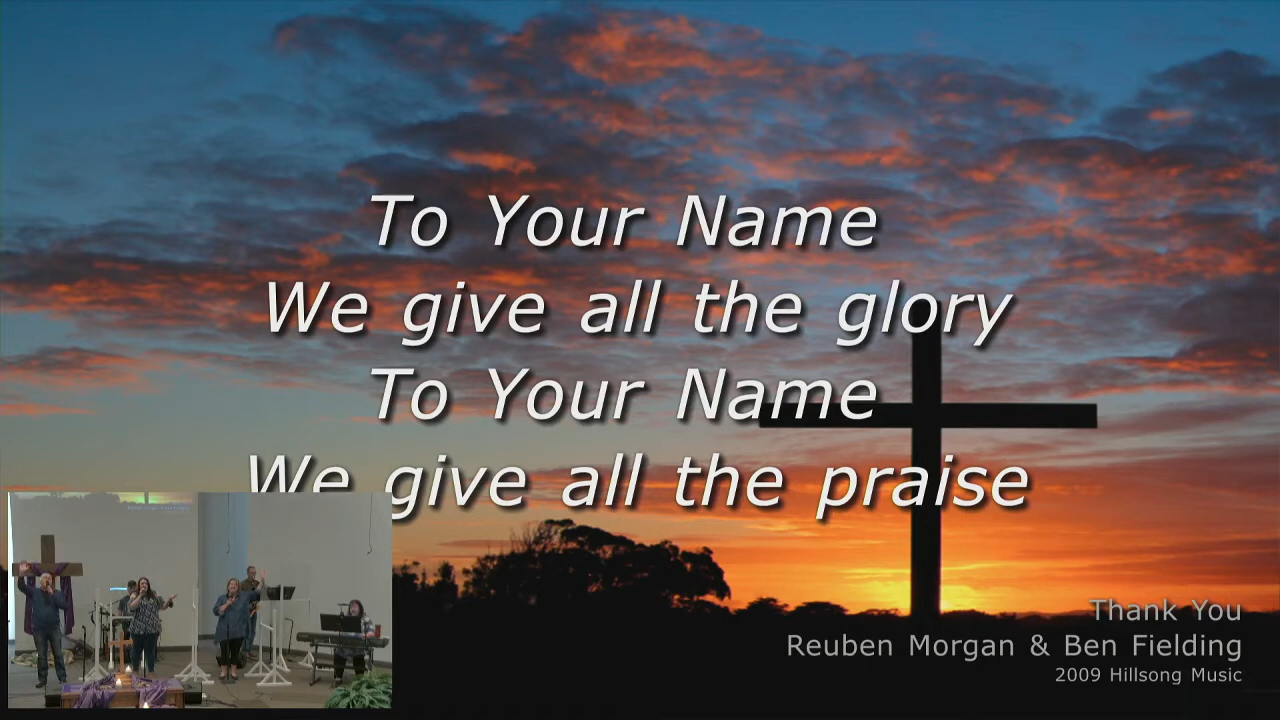 To Your Name
We give all the glory
To Your Name
We give all the praise
Thank You
Reuben Morgan & Ben Fielding
2009 Hillsong Music